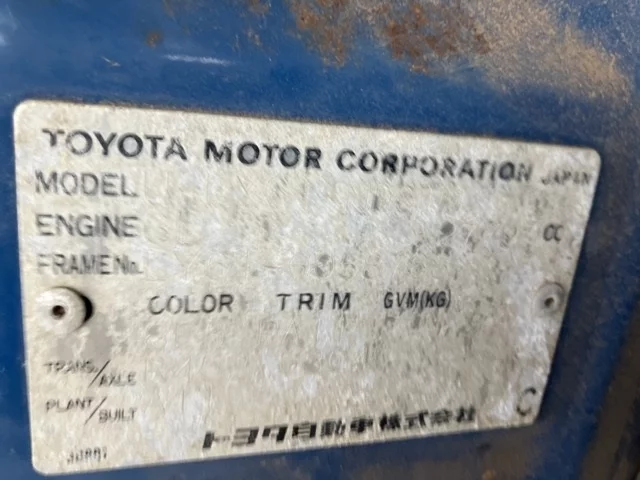 TOYOTA MOTOR CORPORATION JAPAN
MODEL
ENGINE CC
FRAME No.
COLOR TRIM GVM(KG)
TRANS./AXLE
PLANT/BUILT C
トヨタ自動車株式会社